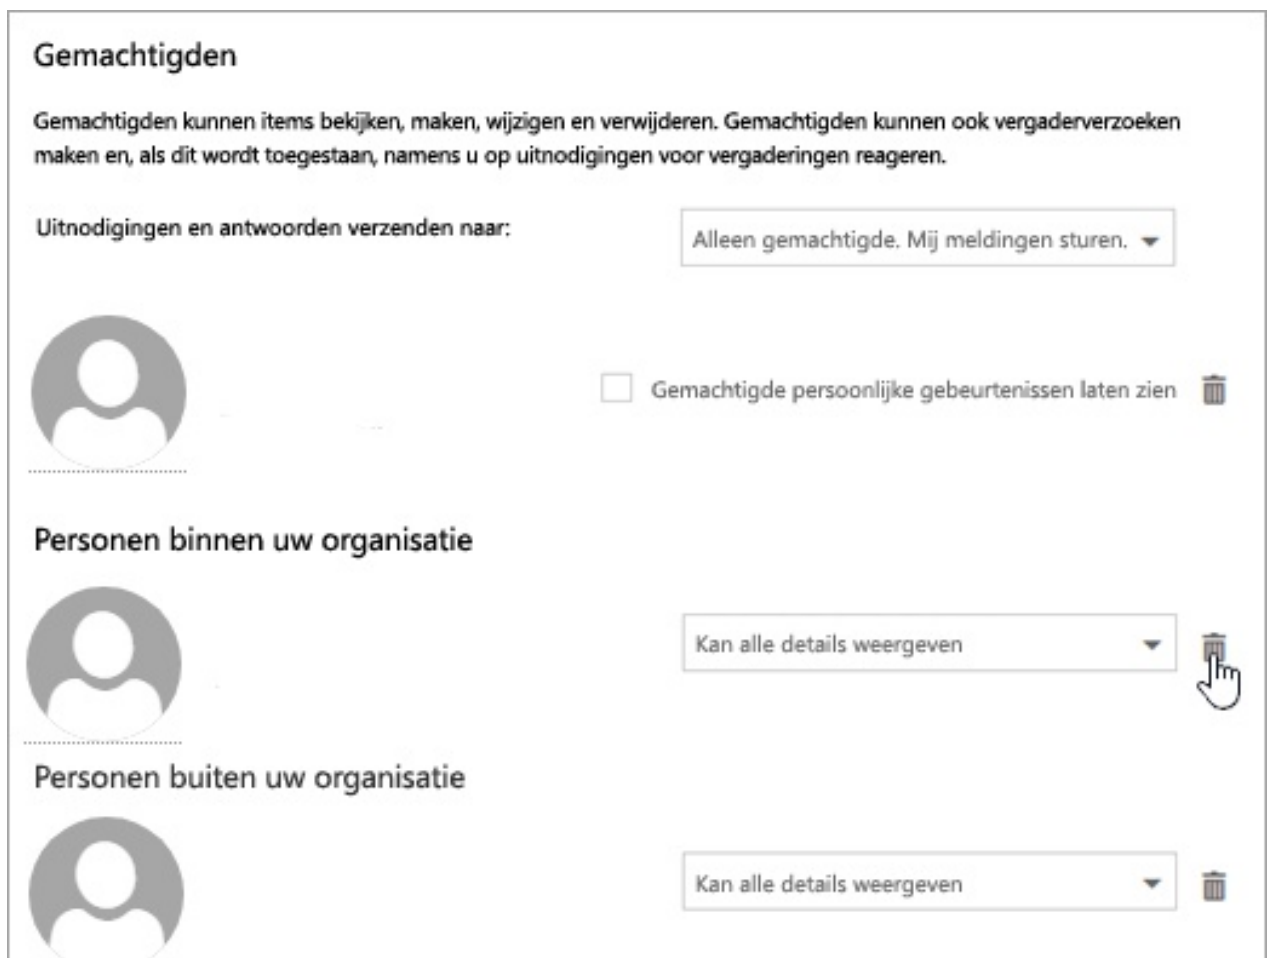 Gemachtigden
Gemachtigden kunnen items bekijken, maken, wijzigen en verwijderen. Gemachtigden kunnen ook vergaderverzoeken
maken en, als dit wordt toegestaan, namens u op uitnodigingen voor vergaderingen reageren.
Uitnodigingen en antwoorden verzenden naar:
Alleen gemachtigde. Mij meldingen sturen.
Gemachtigde persoonlijke gebeurtenissen laten zien
Personen binnen uw organisatie
Kan alle details weergeven
Personen buiten uw organisatie
Kan alle details weergeven